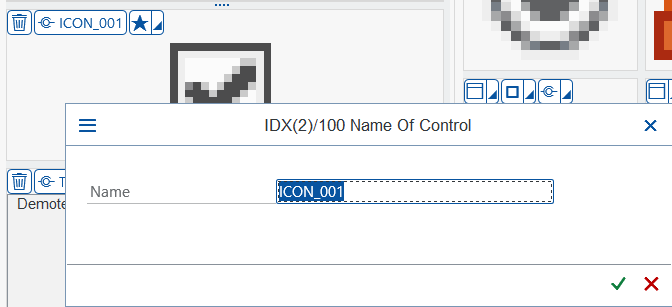 ICON_001
IDX(2)/100 Name Of Control
Name
ICON_001
Demote